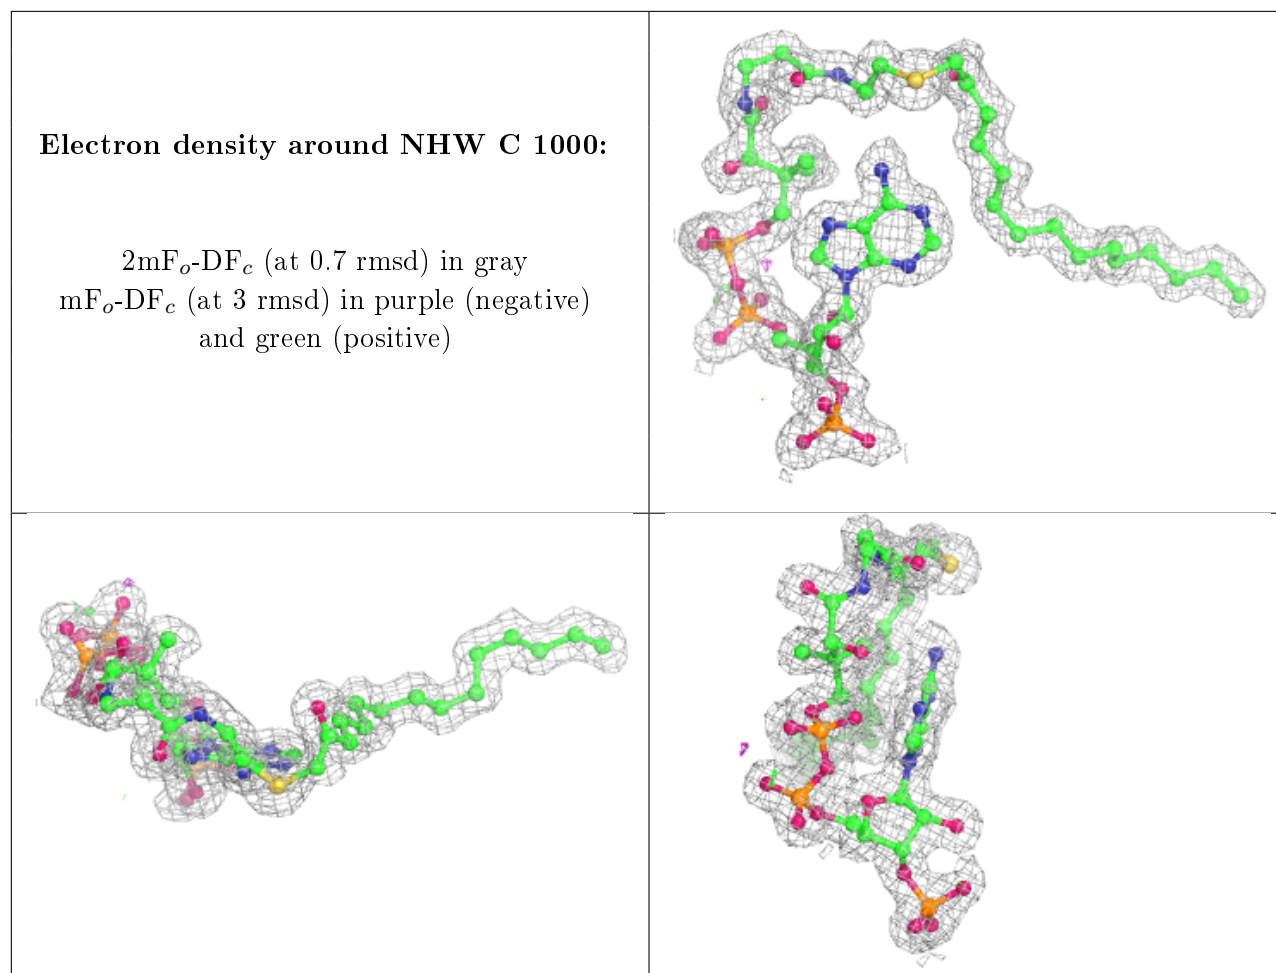 Electron density around NHW C 1000:
2mFo-DFc (at 0.7 rmsd) in gray
mFo-DFc (at 3 rmsd) in purple (negative)
and green (positive)